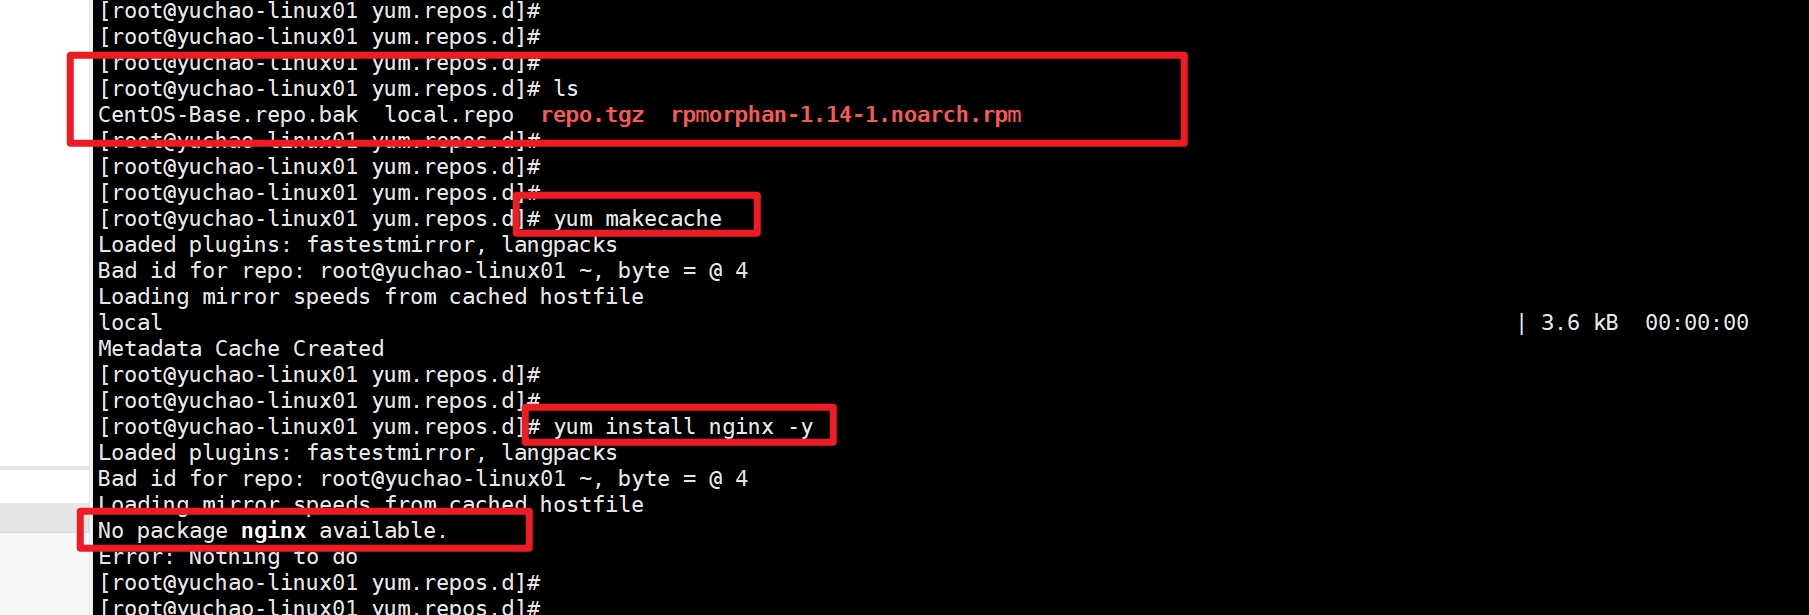 [root@yuchao-linux01 yum.repos.d]#
[root@yuchao-linux01 yum.repos.d]#
[root@yuchao-linux01 yum.repos.d]#
[root@yuchao-linux01 yum.repos.d]# ls
CentOS-Base.repo.bak  local.repo  repo.tgz  rpmorphan-1.14-1.noarch.rpm
[root@yuchao-linux01 yum.repos.d]#
[root@yuchao-linux01 yum.repos.d]#
[root@yuchao-linux01 yum.repos.d]#
[root@yuchao-linux01 yum.repos.d]# yum makecache
Loaded plugins: fastestmirror, langpacks
Bad id for repo: root@yuchao-linux01 ~, byte = @ 4
Loading mirror speeds from cached hostfile
local | 3.6 kB  00:00:00
Metadata Cache Created
[root@yuchao-linux01 yum.repos.d]#
[root@yuchao-linux01 yum.repos.d]#
[root@yuchao-linux01 yum.repos.d]# yum install nginx -y
Loaded plugins: fastestmirror, langpacks
Bad id for repo: root@yuchao-linux01 ~, byte = @ 4
Loading mirror speeds from cached hostfile
No package nginx available.
Error: Nothing to do
[root@yuchao-linux01 yum.repos.d]#
[root@yuchao-linux01 yum.repos.d]#